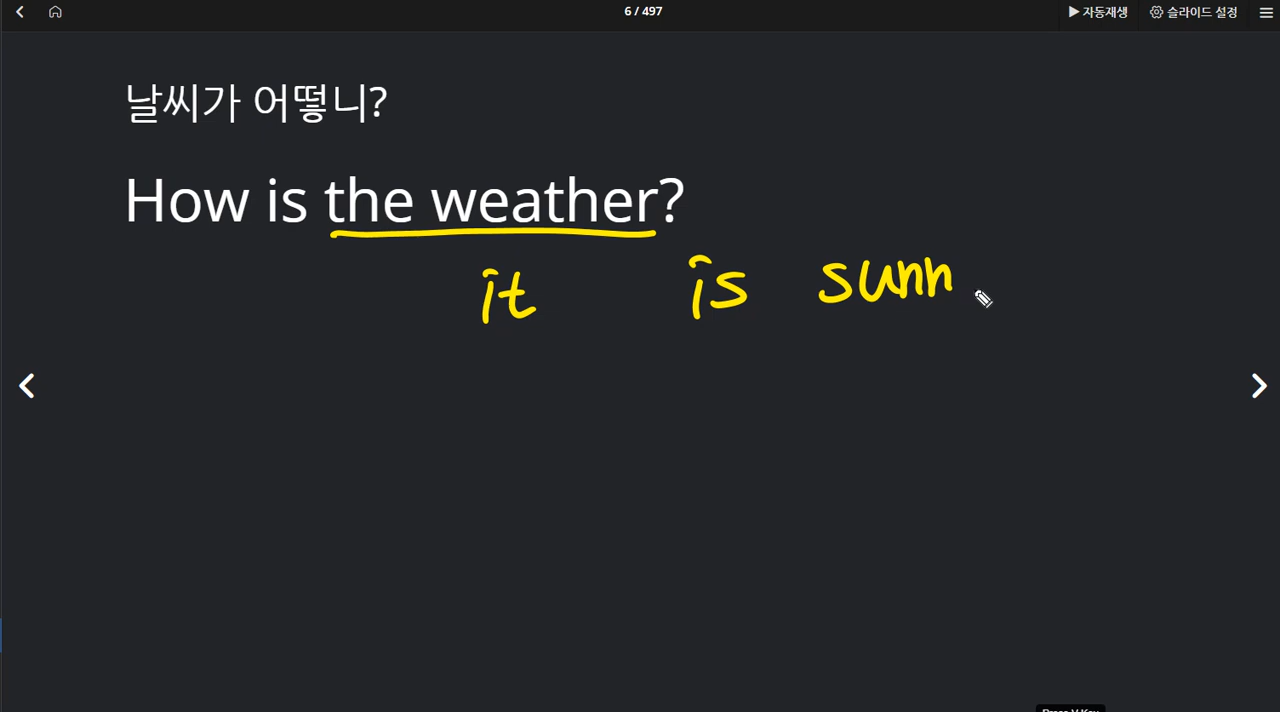 6 / 497
▶자동재생
슬라이드 설정
날씨가 어떻니?
How is the weather?
it is sunn